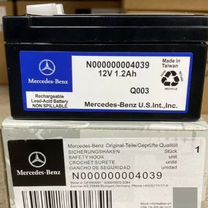 Mercedes-Benz
Rechargeable
Lead-Acid Battery
NON SPILLABLE
N000000004039
12V 1.2Ah
Made in
Taiwan
Q003
Mercedes-Benz U.S.Int.,Inc.
Mercedes-Benz
Mercedes-Benz Original-Teile/Geprüfte Qualität
SICHERUNGSHAKEN
SAFETY HOOK
CROCHET SURETE
GANCHO DE SEGURIDAD
Stück
unit
1
N000000004039